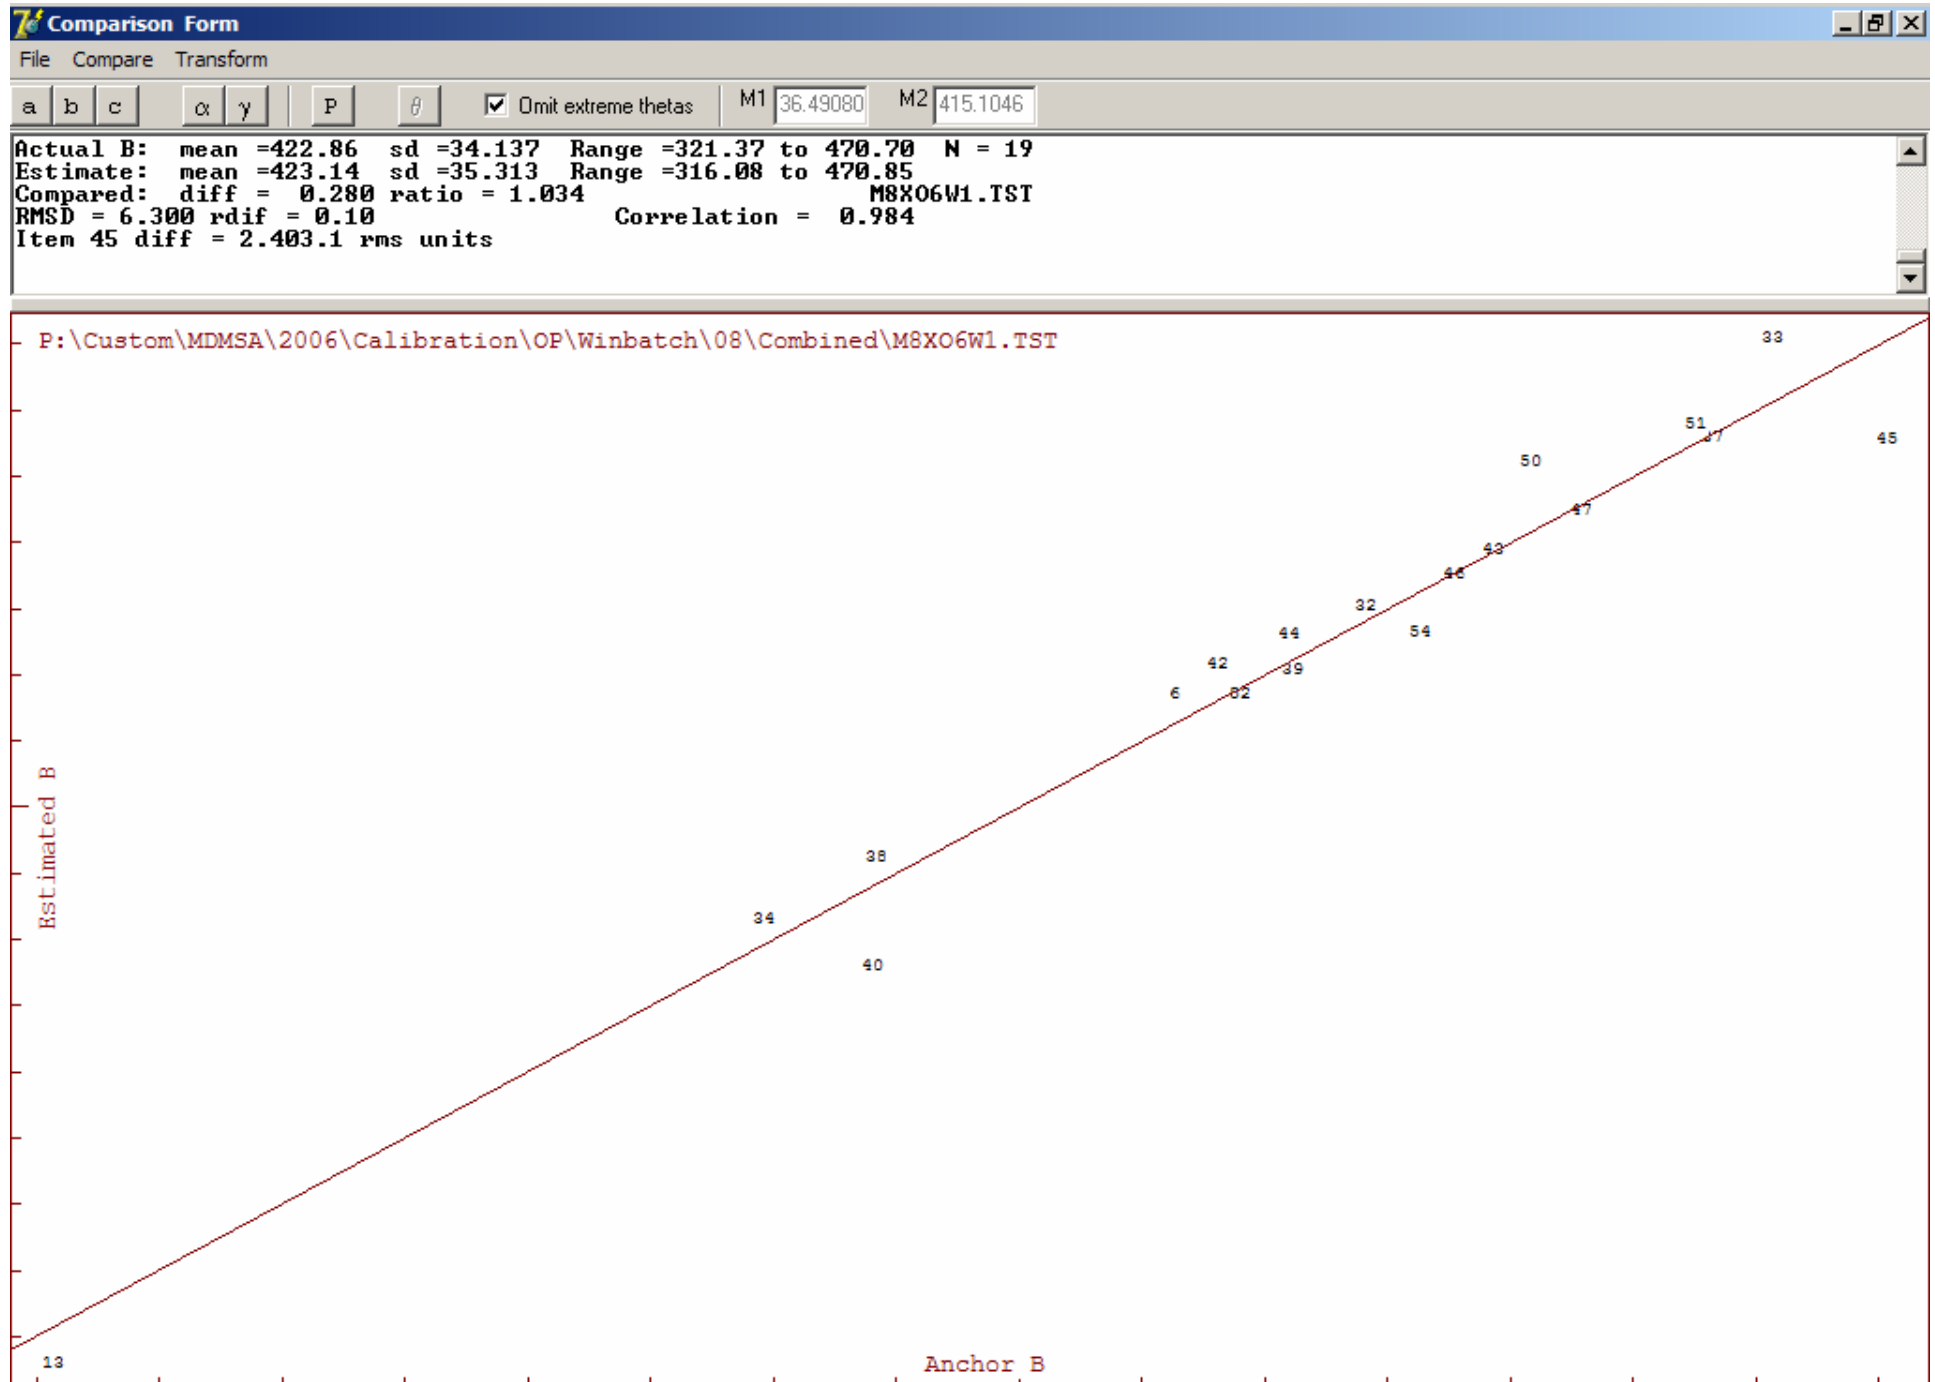 Comparison Form
File Compare Transform
a b c α γ P θ Omit extreme thetas M1 36.49080 M2 415.1046
Actual B: mean =422.86 sd =34.137 Range =321.37 to 470.70 N = 19
Estimate: mean =423.14 sd =35.313 Range =316.08 to 470.85
Compared: diff = 0.280 ratio = 1.034 M8XO6W1.TST
RMSD = 6.300 rdif = 0.10 Correlation = 0.984
Item 45 diff = 2.403.1 rms units
P:\Custom\MDMSA\2006\Calibration\OP\Winbatch\08\Combined\M8XO6W1.TST
33
51
45
50
47
43
46
32
54
44
42
39
6
38
34
40
13
Estimated B
Anchor B